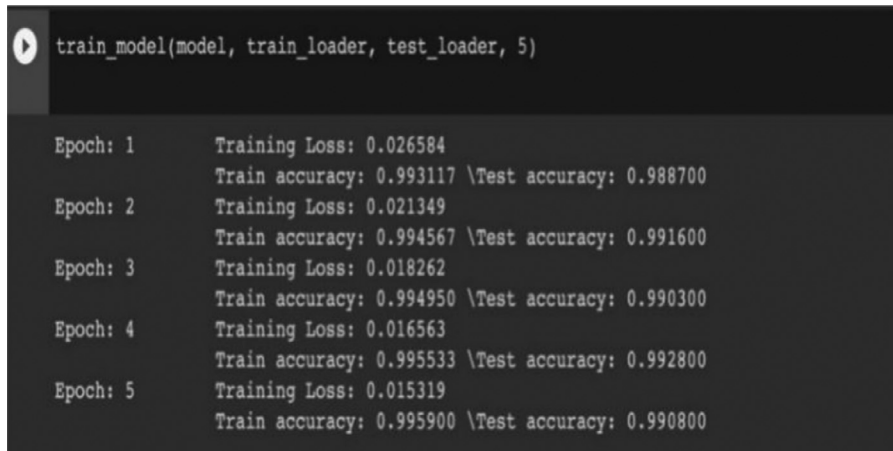 train_model(model, train_loader, test_loader, 5)
Epoch: 1 Training Loss: 0.026584
Train accuracy: 0.993117 \Test accuracy: 0.988700
Epoch: 2 Training Loss: 0.021349
Train accuracy: 0.994567 \Test accuracy: 0.991600
Epoch: 3 Training Loss: 0.018262
Train accuracy: 0.994950 \Test accuracy: 0.990300
Epoch: 4 Training Loss: 0.016563
Train accuracy: 0.995533 \Test accuracy: 0.992800
Epoch: 5 Training Loss: 0.015319
Train accuracy: 0.995900 \Test accuracy: 0.990800